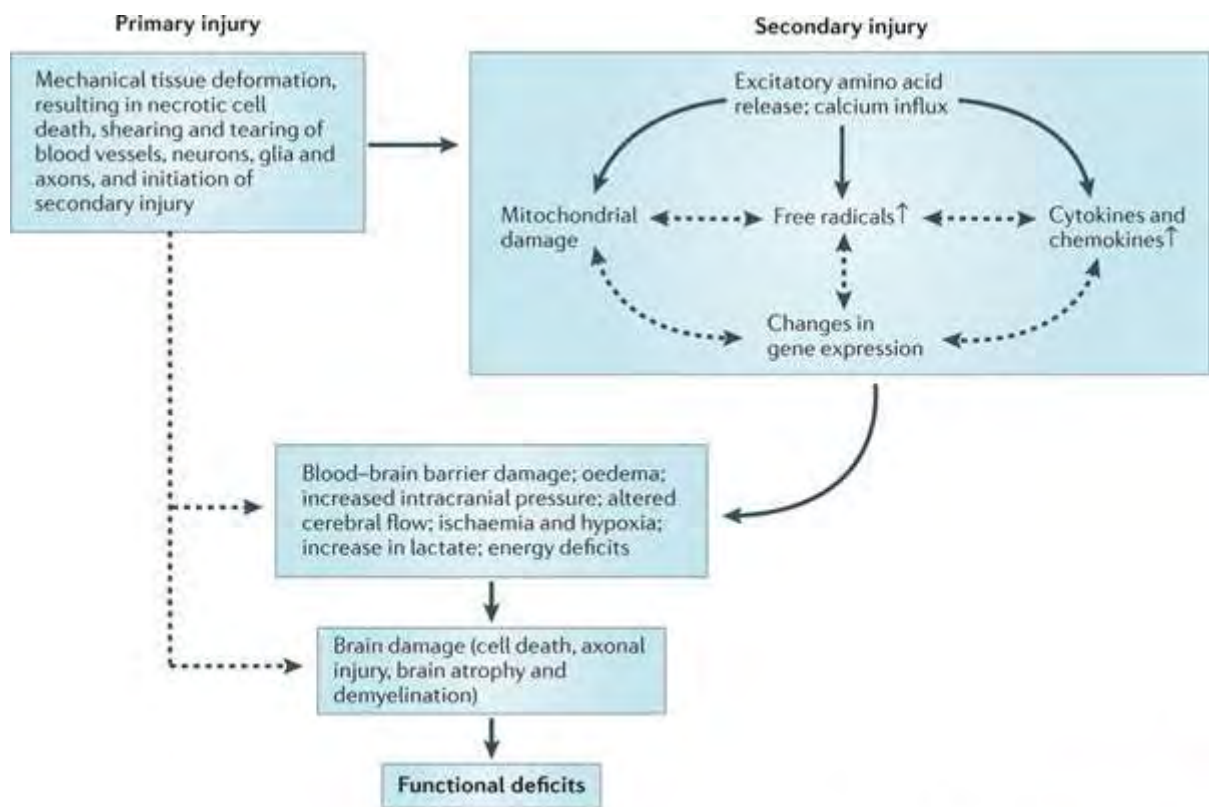 Primary injury
Mechanical tissue deformation,
resulting in necrotic cell
death, shearing and tearing of
blood vessels, neurons, glia and
axons, and initiation of
secondary injury
Secondary injury
Excitatory amino acid
release; calcium influx
Mitochondrial
damage
Free radicals↑
Cytokines and
chemokines↑
Changes in
gene expression
Blood–brain barrier damage; oedema;
increased intracranial pressure; altered
cerebral flow; ischaemia and hypoxia;
increase in lactate; energy deficits
Brain damage (cell death, axonal
injury, brain atrophy and
demyelination)
Functional deficits